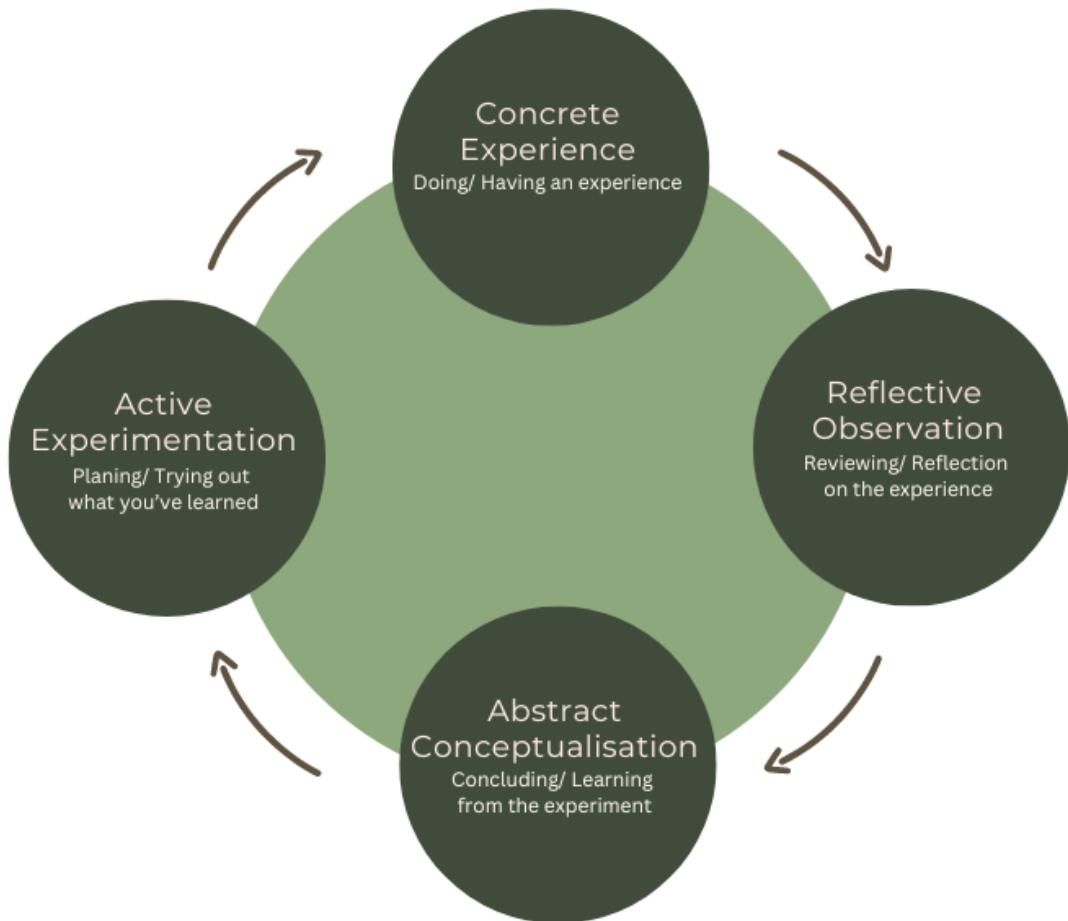 Concrete
Experience
Doing/ Having an experience
Reflective
Observation
Reviewing/ Reflection
on the experience
Abstract
Conceptualisation
Concluding/ Learning
from the experiment
Active
Experimentation
Planing/ Trying out
what you've learned